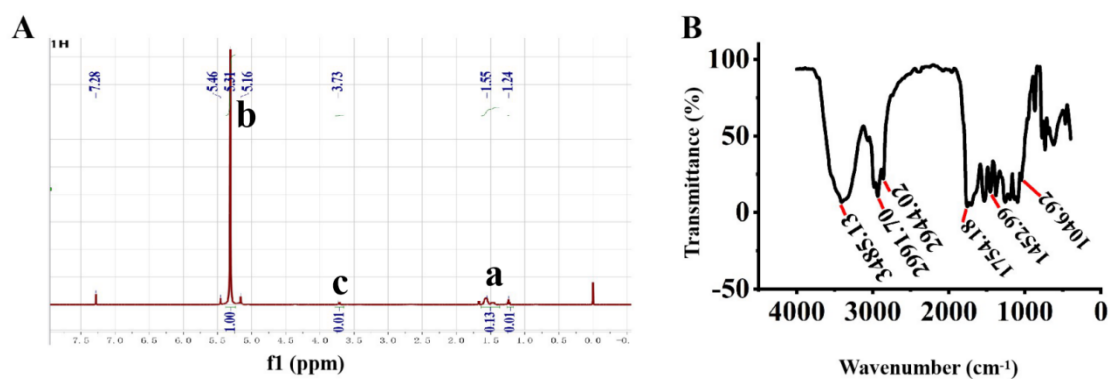 A
1H
7.28
5.46
5.31
5.16
3.73
1.55
1.24
b
c
a
1.00
0.01
0.13
0.01
7.5 7.0 6.5 6.0 5.5 5.0 4.5 4.0 3.5 3.0 2.5 2.0 1.5 1.0 0.5 0.0 -0.
f1 (ppm)
B
Transmittance (%)
100
50
0
-50
3485.13
2991.70
2944.02
1754.18
1452.99
1046.92
4000 3000 2000 1000 0
Wavenumber (cm⁻¹)